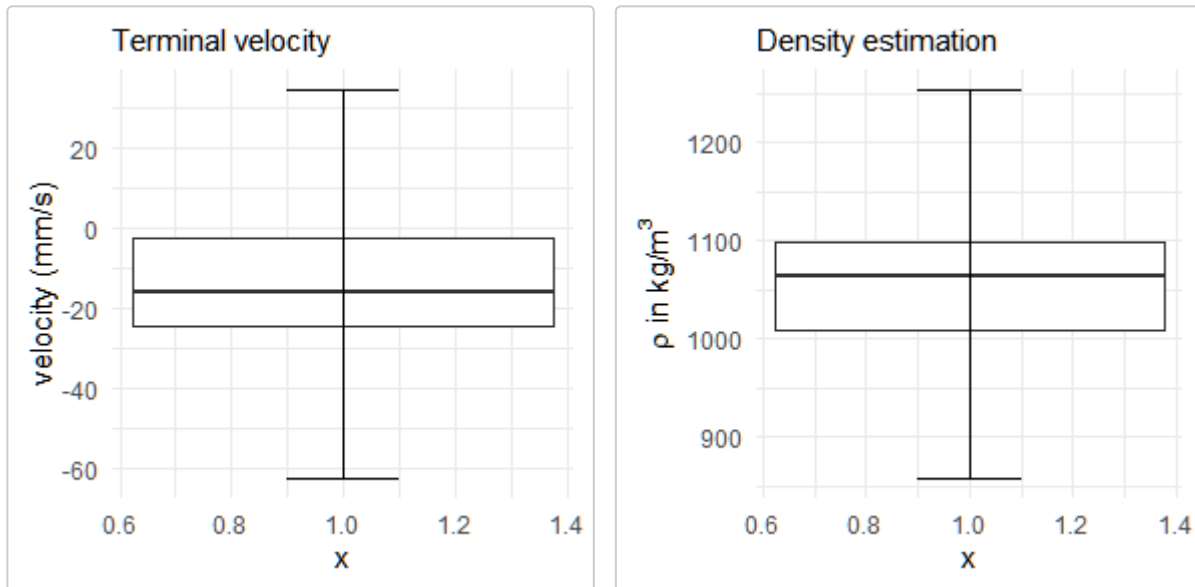 Terminal velocity
velocity (mm/s)
20
0
-20
-40
-60
0.6 0.8 1.0 1.2 1.4
x
Density estimation
ρ in kg/m³
1200
1100
1000
900
0.6 0.8 1.0 1.2 1.4
x